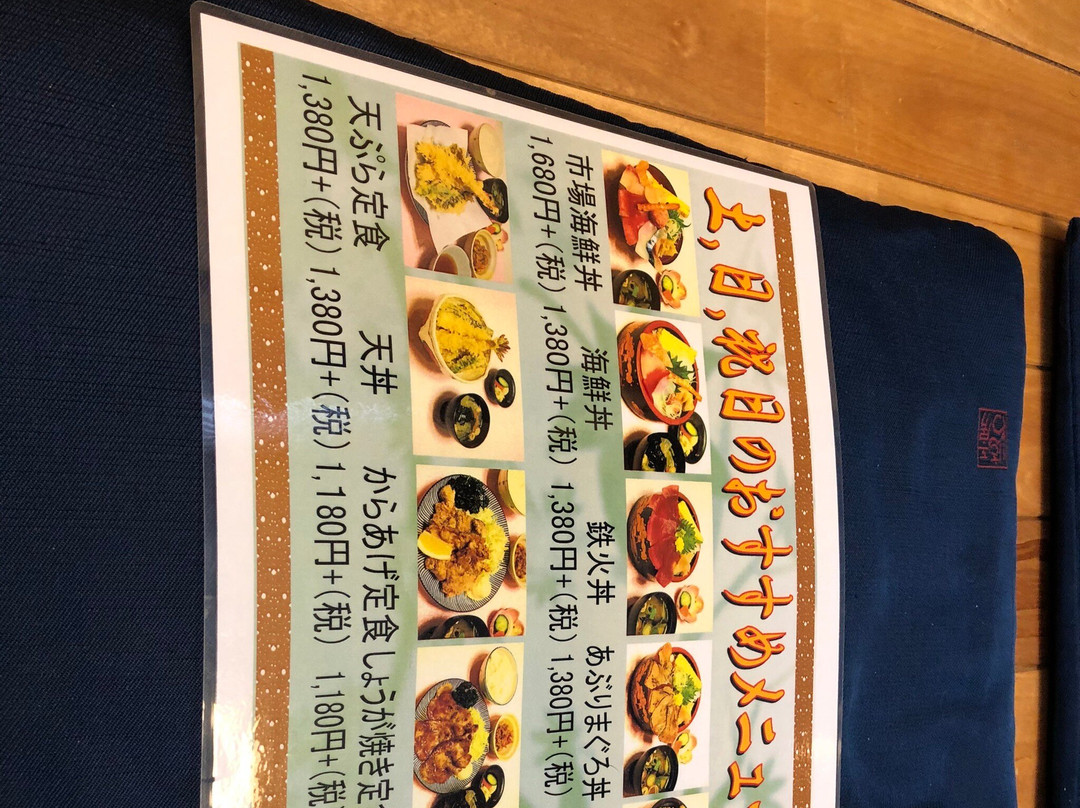 土,日,祝日のおすすめメニュー
市場海鮮丼 海鮮丼 鉄火丼 あぶりまぐろ丼
1,680円+(税) 1,380円+(税) 1,380円+(税) 1,380円+(税)
天ぷら定食 天丼 からあげ定食 しょうが焼き定
1,380円+(税) 1,380円+(税) 1,180円+(税) 1,180円+(税